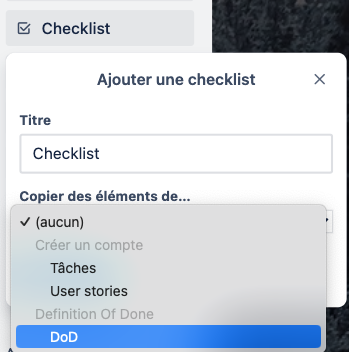 Checklist
Ajouter une checklist
Titre
Checklist
Copier des éléments de...
(aucun)
Créer un compte
Tâches
User stories
Definition Of Done
DoD